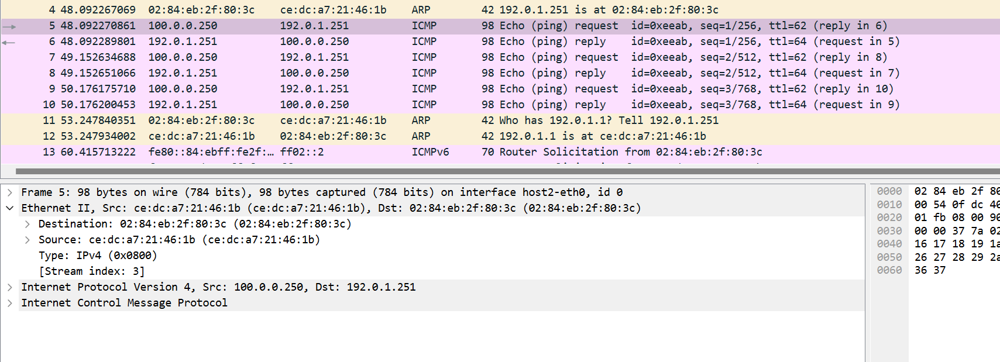 4 48.092267069 02:84:eb:2f:80:3c ce:dc:a7:21:46:1b ARP 42 192.0.1.251 is at 02:84:eb:2f:80:3c
5 48.092270861 100.0.0.250 192.0.1.251 ICMP 98 Echo (ping) request id=0xeeab, seq=1/256, ttl=62 (reply in 6)
6 48.092289801 192.0.1.251 100.0.0.250 ICMP 98 Echo (ping) reply id=0xeeab, seq=1/256, ttl=64 (request in 5)
7 49.152634688 100.0.0.250 192.0.1.251 ICMP 98 Echo (ping) request id=0xeeab, seq=2/512, ttl=62 (reply in 8)
8 49.152651066 192.0.1.251 100.0.0.250 ICMP 98 Echo (ping) reply id=0xeeab, seq=2/512, ttl=64 (request in 7)
9 50.176175710 100.0.0.250 192.0.1.251 ICMP 98 Echo (ping) request id=0xeeab, seq=3/768, ttl=62 (reply in 10)
10 50.176200453 192.0.1.251 100.0.0.250 ICMP 98 Echo (ping) reply id=0xeeab, seq=3/768, ttl=64 (request in 9)
11 53.247840351 02:84:eb:2f:80:3c ce:dc:a7:21:46:1b ARP 42 Who has 192.0.1.1? Tell 192.0.1.251
12 53.247934002 ce:dc:a7:21:46:1b 02:84:eb:2f:80:3c ARP 42 192.0.1.1 is at ce:dc:a7:21:46:1b
13 60.415713222 fe80::84:ebff:fe2f:… ff02::2 ICMPv6 70 Router Solicitation from 02:84:eb:2f:80:3c
Frame 5: 98 bytes on wire (784 bits), 98 bytes captured (784 bits) on interface host2-eth0, id 0
Ethernet II, Src: ce:dc:a7:21:46:1b (ce:dc:a7:21:46:1b), Dst: 02:84:eb:2f:80:3c (02:84:eb:2f:80:3c)
Destination: 02:84:eb:2f:80:3c (02:84:eb:2f:80:3c)
Source: ce:dc:a7:21:46:1b (ce:dc:a7:21:46:1b)
Type: IPv4 (0x0800)
[Stream index: 3]
Internet Protocol Version 4, Src: 100.0.0.250, Dst: 192.0.1.251
Internet Control Message Protocol
0000 02 84 eb 2f 80
0010 00 54 0f dc 40
0020 01 fb 08 00 90
0030 00 00 37 7a 02
0040 16 17 18 19 1a
0050 26 27 28 29 2a
0060 36 37